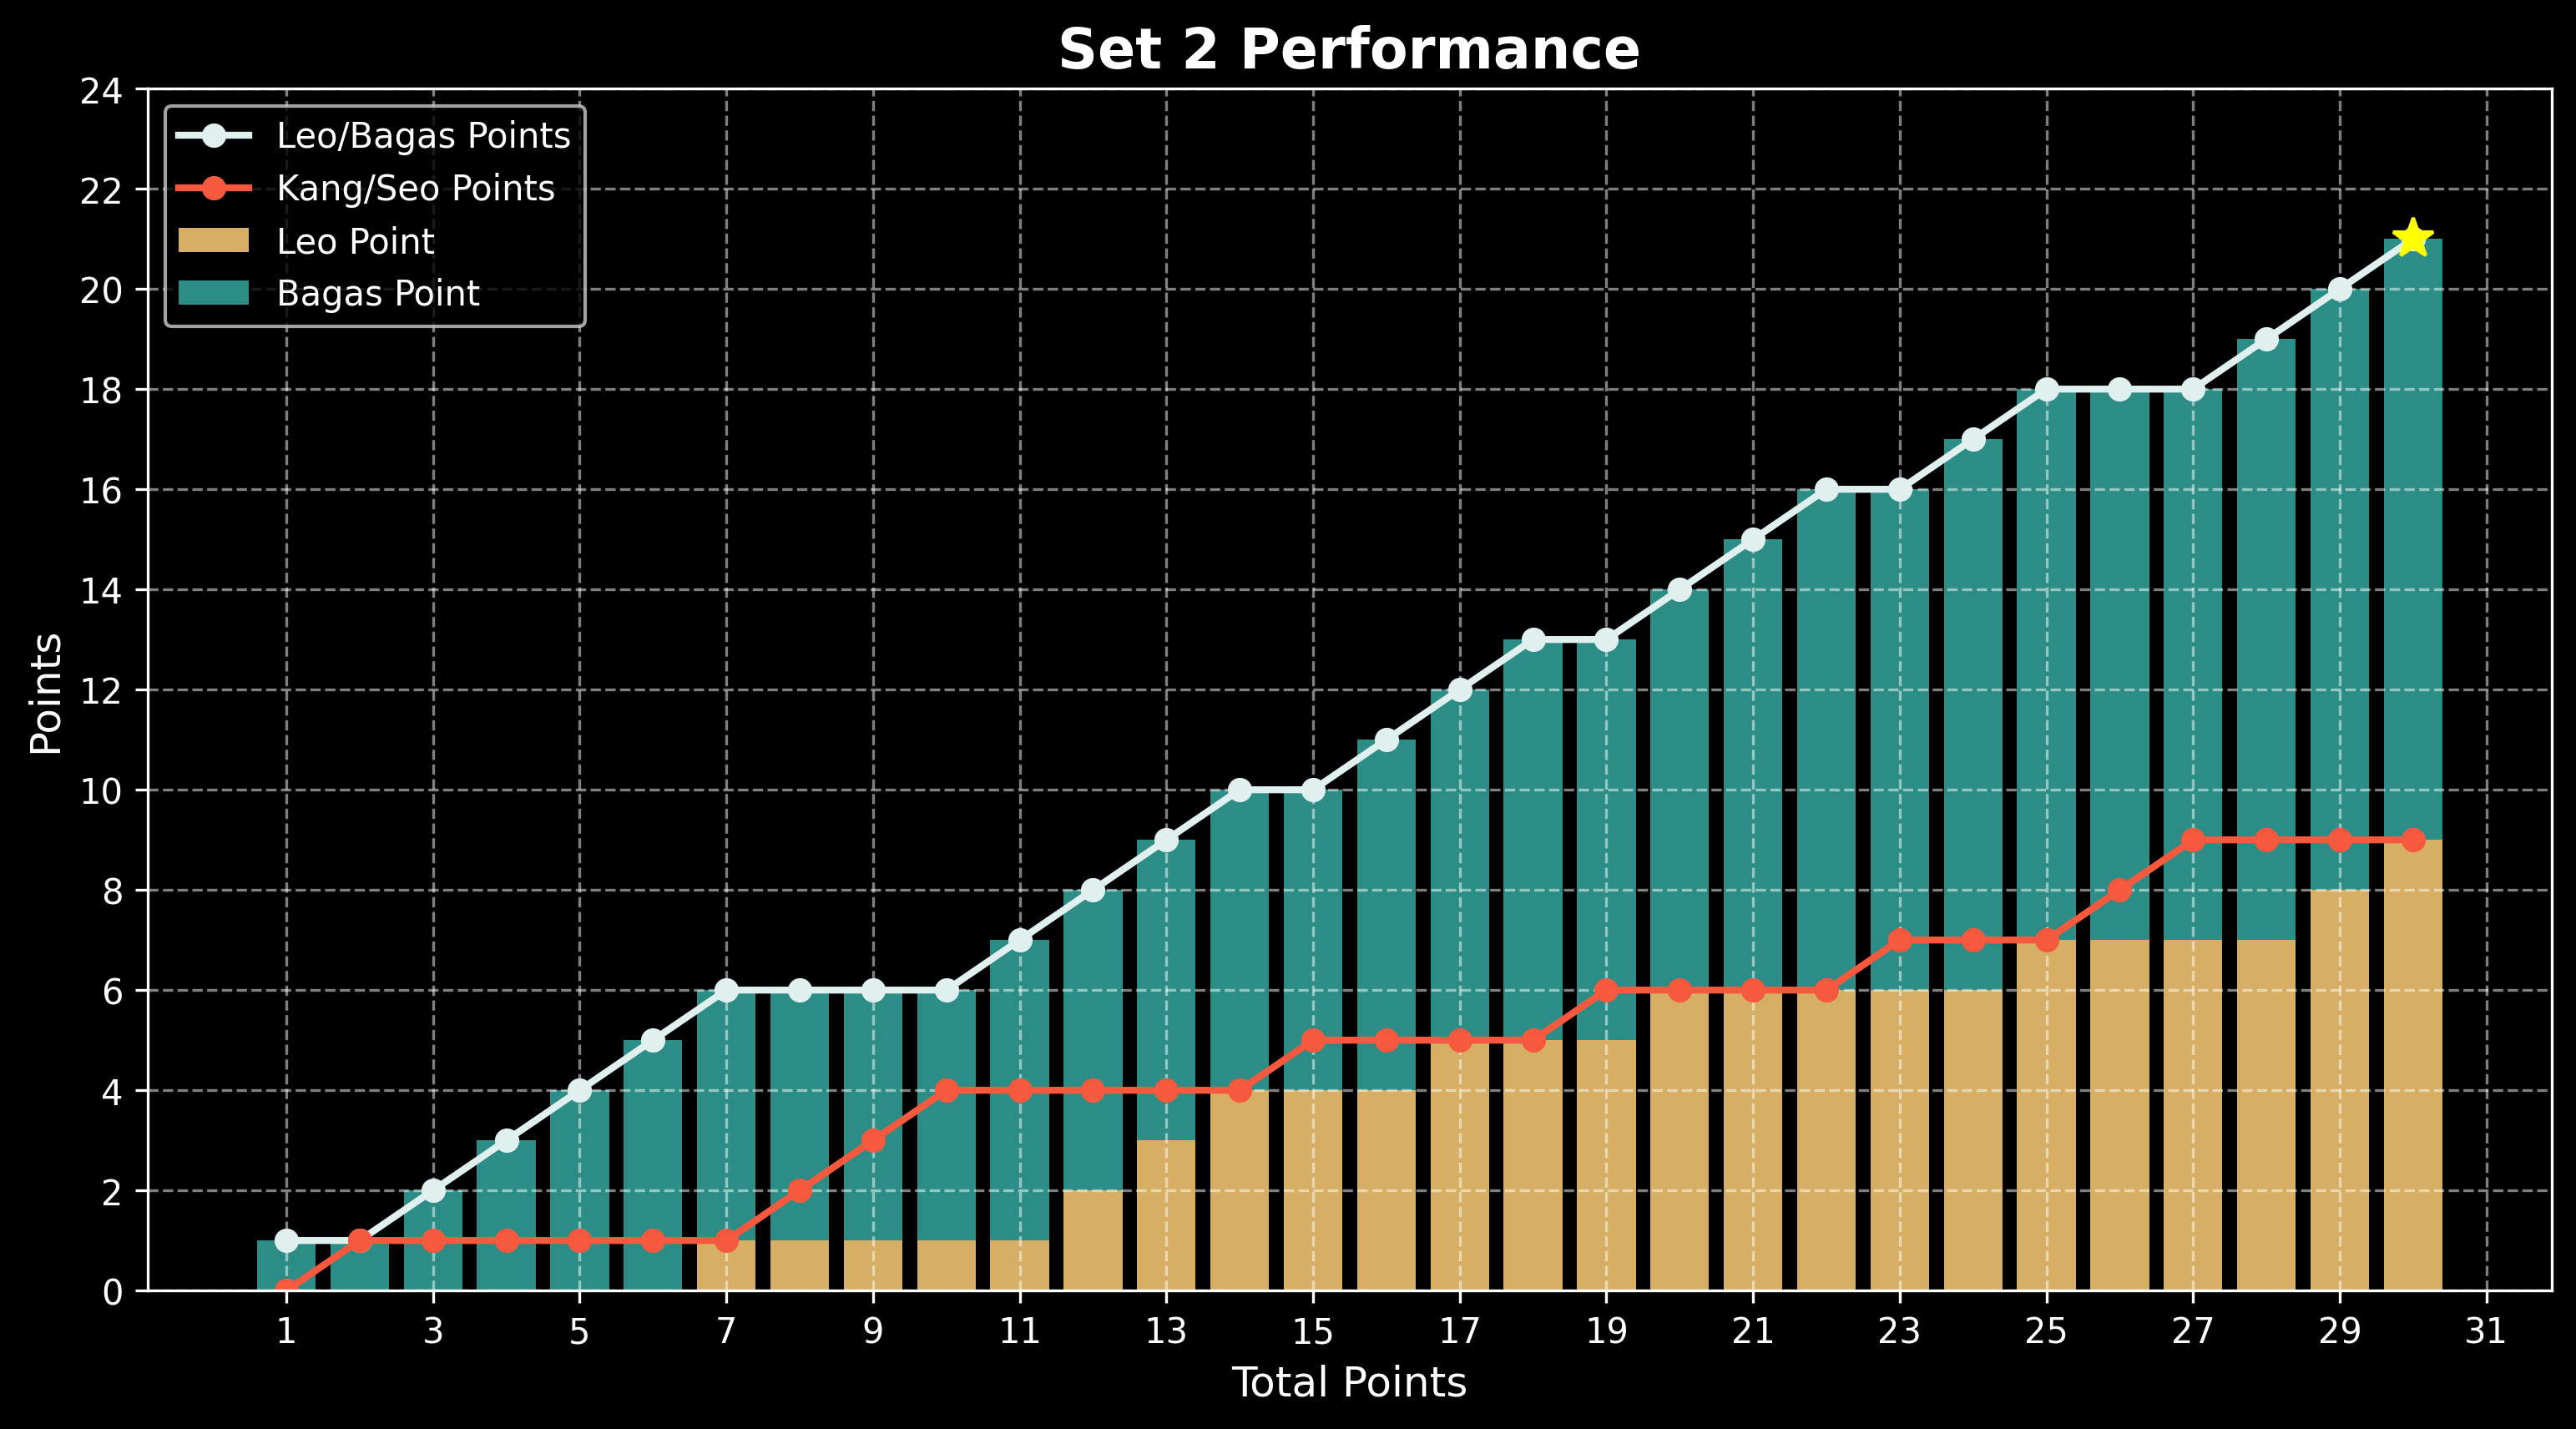 Set 2 Performance
Leo/Bagas Points
Kang/Seo Points
Leo Point
Bagas Point
24
22
20
18
16
14
12
10
8
6
4
2
0
Points
1 3 5 7 9 11 13 15 17 19 21 23 25 27 29 31
Total Points